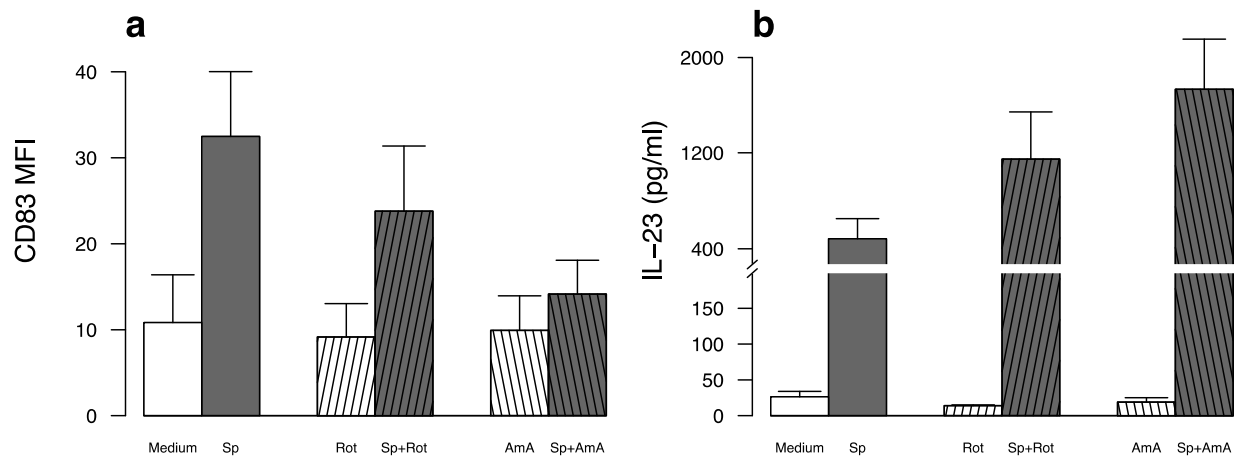 a
CD83 MFI
40
30
20
10
0
Medium Sp Rot Sp+Rot AmA Sp+AmA
b
IL−23 (pg/ml)
2000
1200
400
150
100
50
0
Medium Sp Rot Sp+Rot AmA Sp+AmA